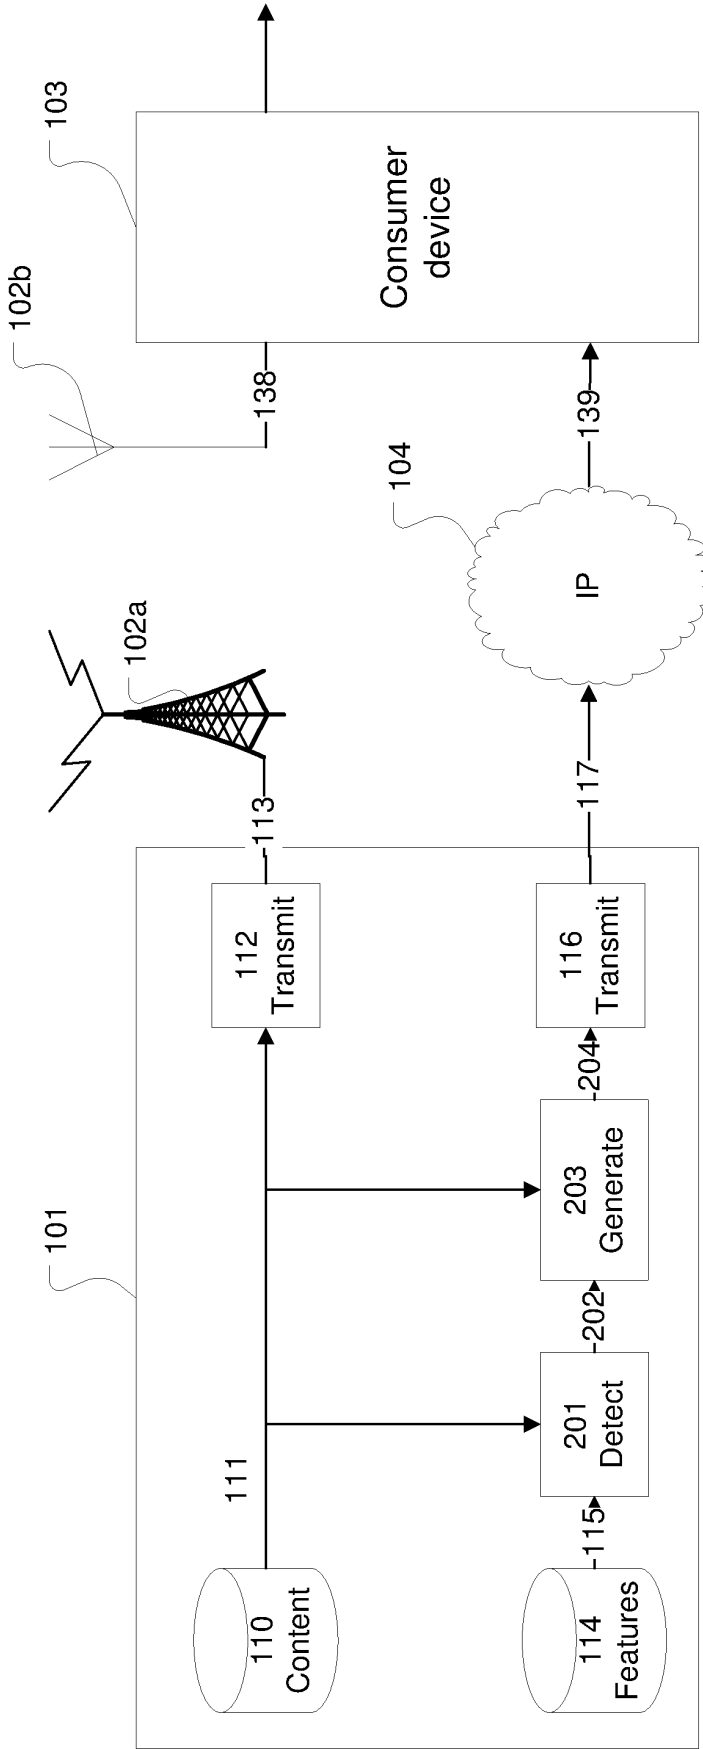 101
102a
102b
103
110
Content
111
112
Transmit
113
138
Consumer
device
104
114
Features
115
201
Detect
202
203
Generate
204
116
Transmit
117
IP
139